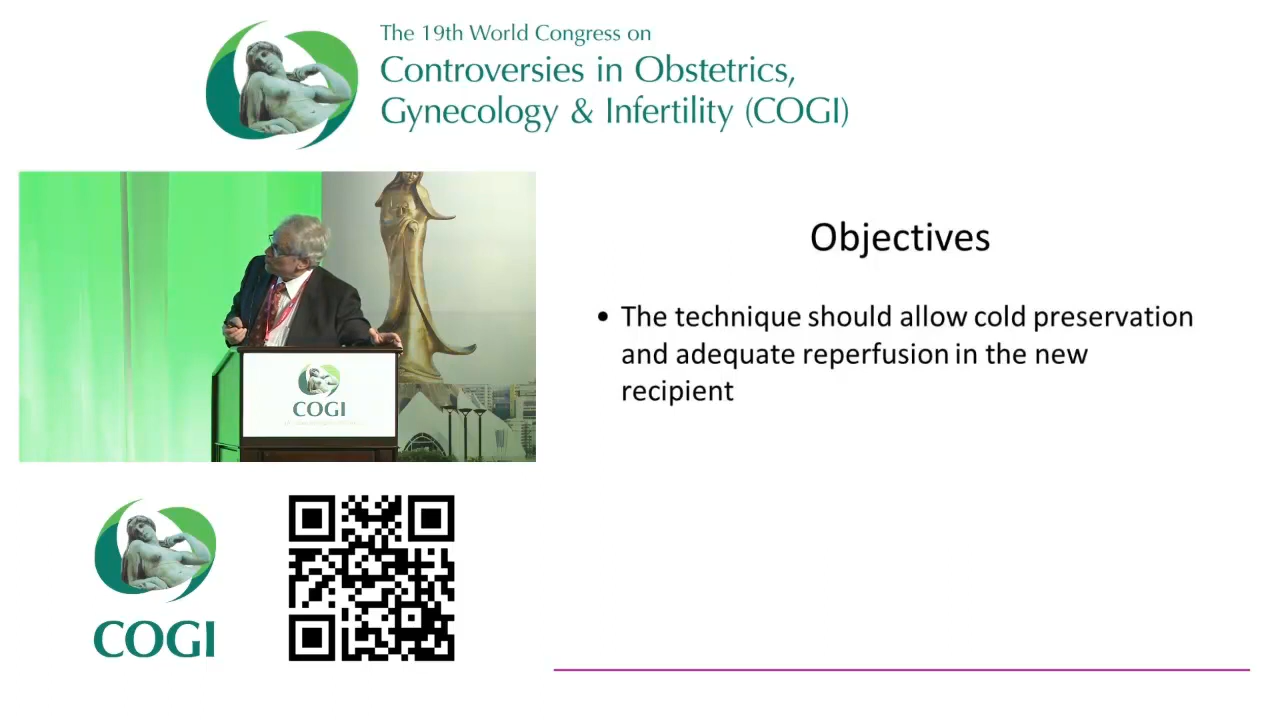 The 19th World Congress on
Controversies in Obstetrics,
Gynecology & Infertility (COGI)
Objectives
• The technique should allow cold preservation
and adequate reperfusion in the new
recipient
COGI
COGI